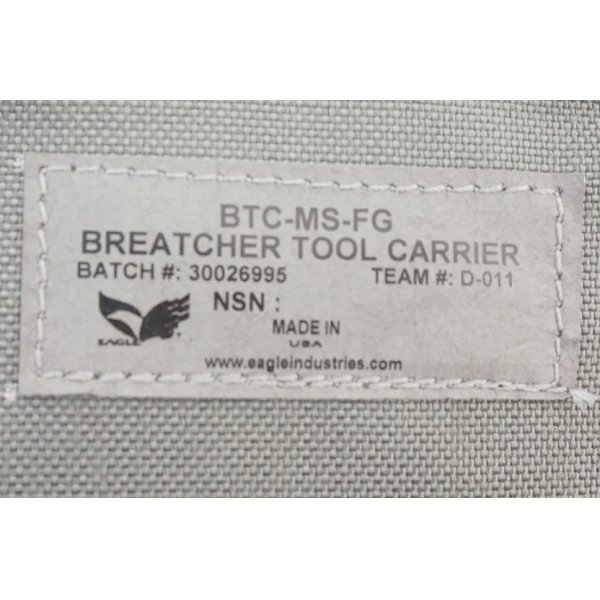 BTC-MS-FG
BREATCHER TOOL CARRIER
BATCH #: 30026995 TEAM #: D-011
NSN :
EAGLE
MADE IN
USA
www.eagleindustries.com